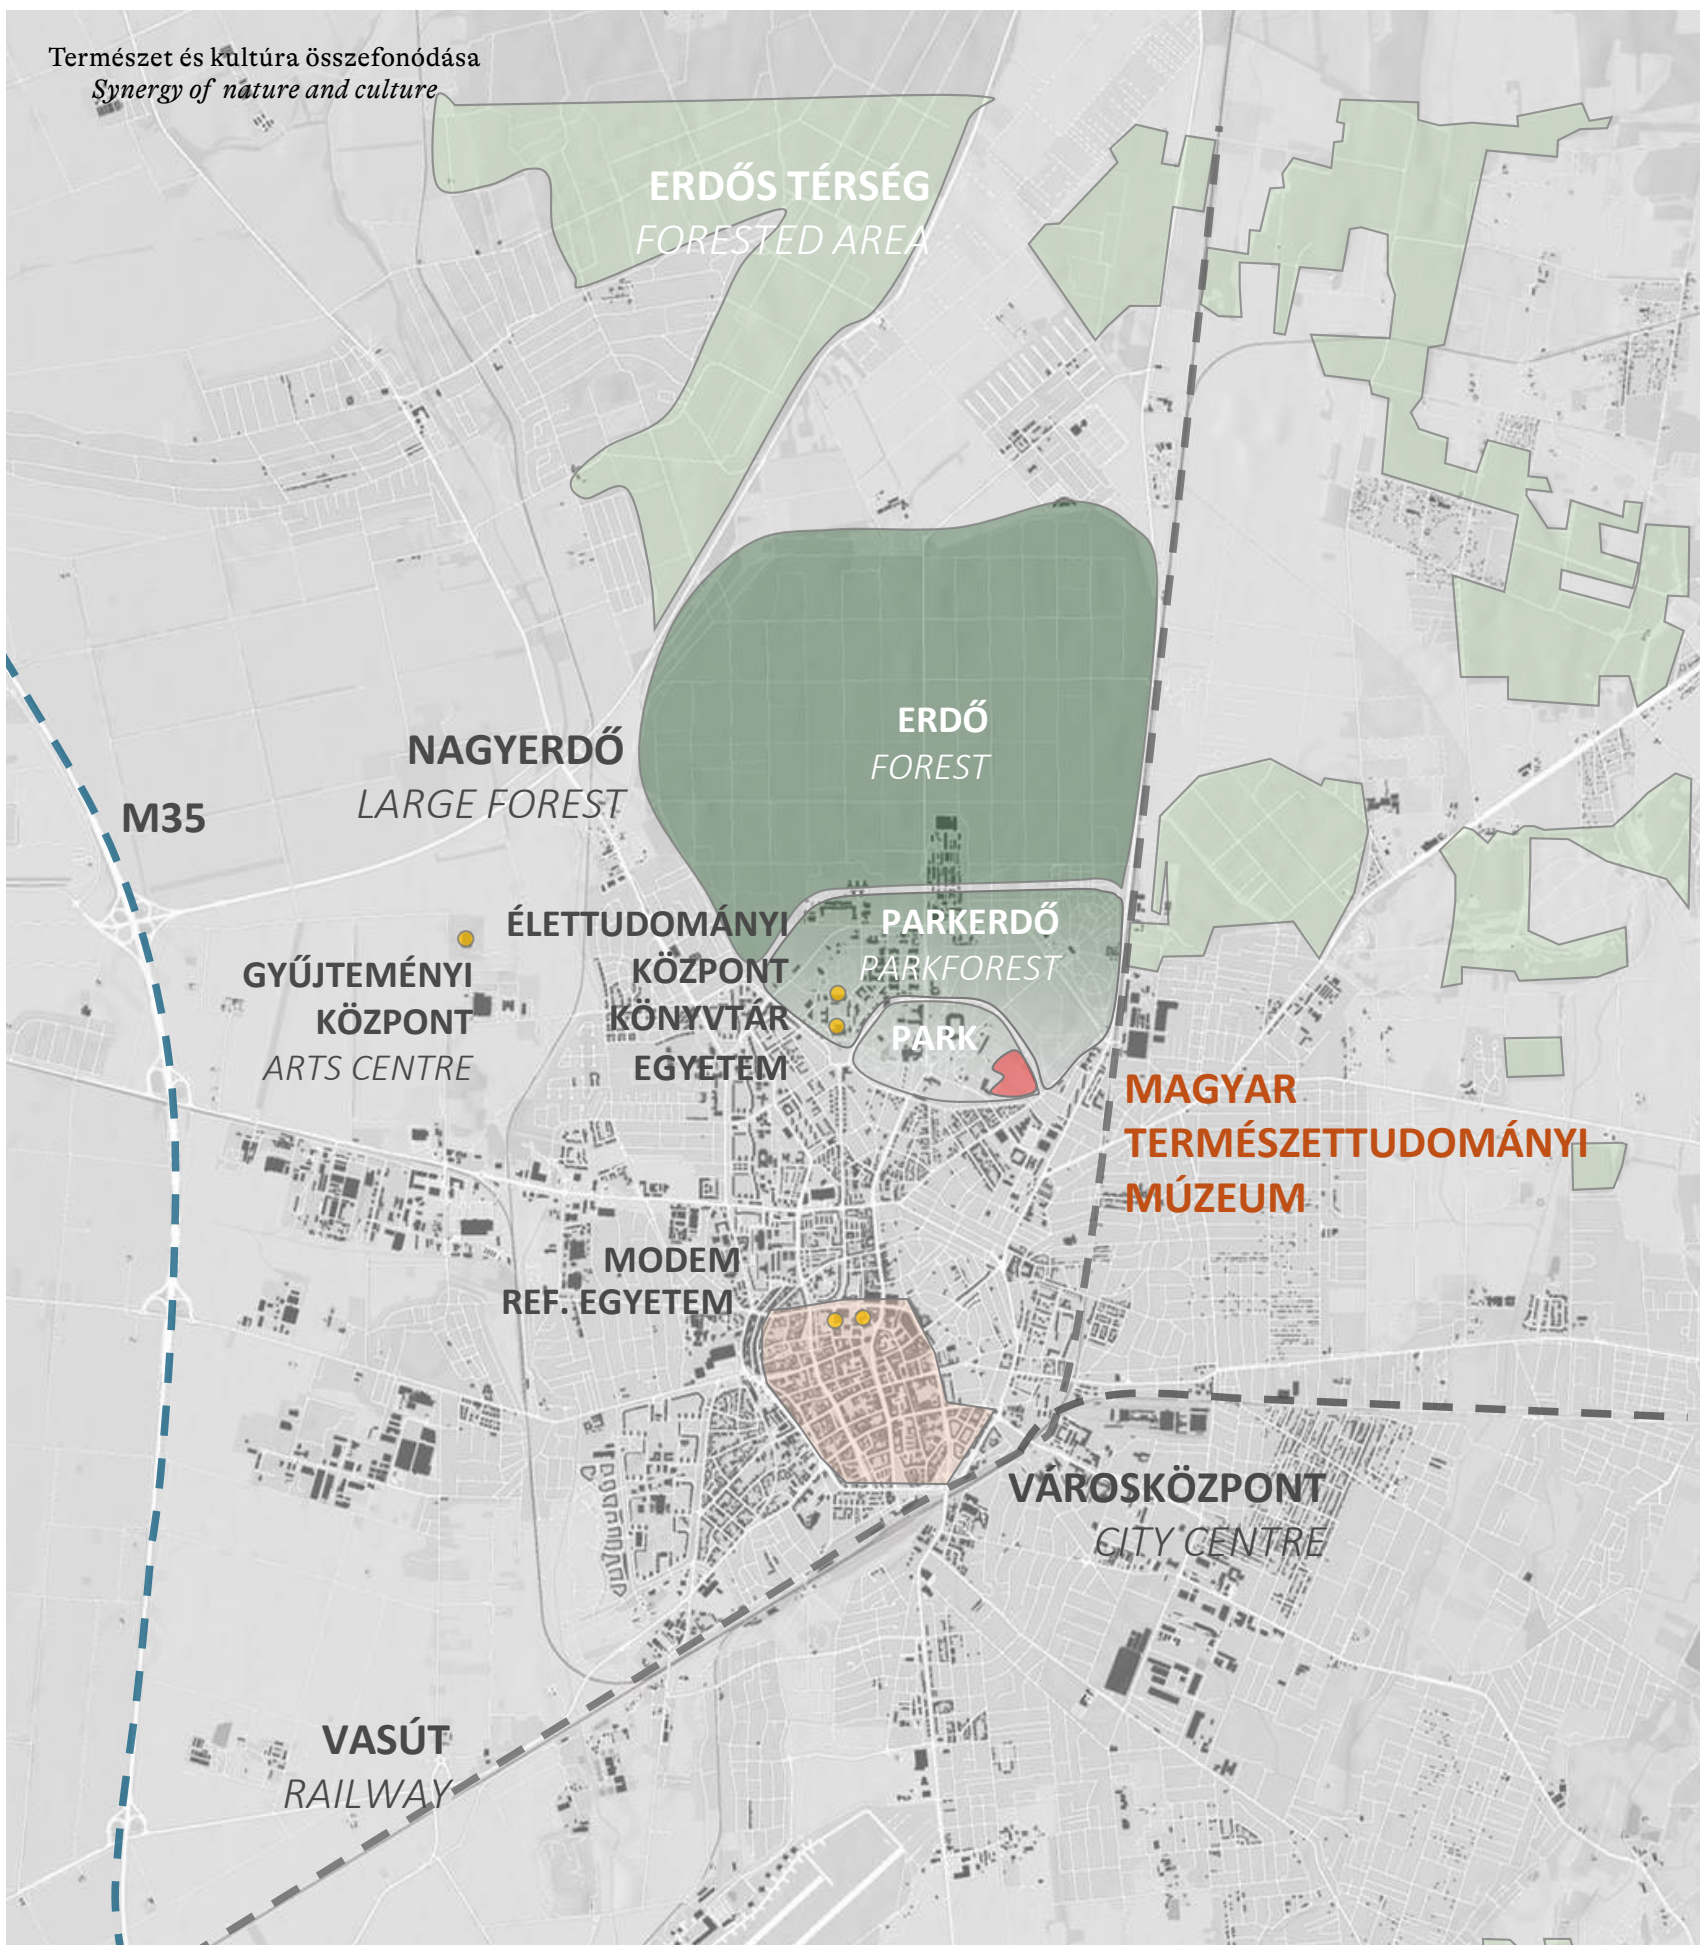 Természet és kultúra összefonódása
Synergy of nature and culture
ERDŐS TÉRSÉG
FORESTED AREA
ERDŐ
FOREST
NAGYERDŐ
LARGE FOREST
M35
PARKERDŐ
PARKFOREST
ÉLETTUDOMÁNYI
KÖZPONT
KÖNYVTÁR
EGYETEM
GYŰJTEMÉNYI
KÖZPONT
ARTS CENTRE
PARK
MAGYAR
TERMÉSZETTUDOMÁNYI
MÚZEUM
MODEM
REF. EGYETEM
VÁROSKÖZPONT
CITY CENTRE
VASÚT
RAILWAY